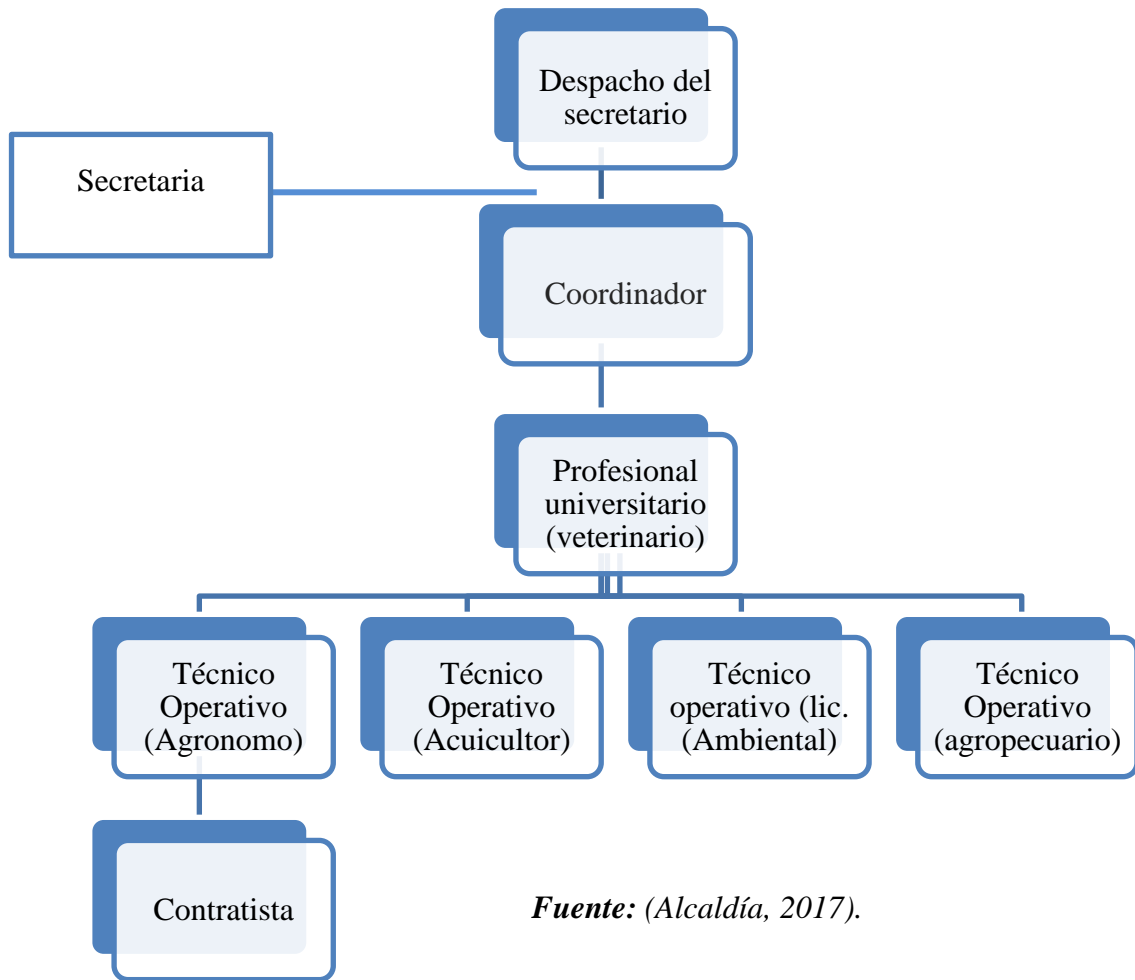 Despacho del
secretario
Secretaria
Coordinador
Profesional
universitario
(veterinario)
Técnico
Operativo
(Agronomo)
Técnico
Operativo
(Acuicultor)
Técnico
operativo (lic.
(Ambiental)
Técnico
Operativo
(agropecuario)
Contratista
Fuente: (Alcaldía, 2017).